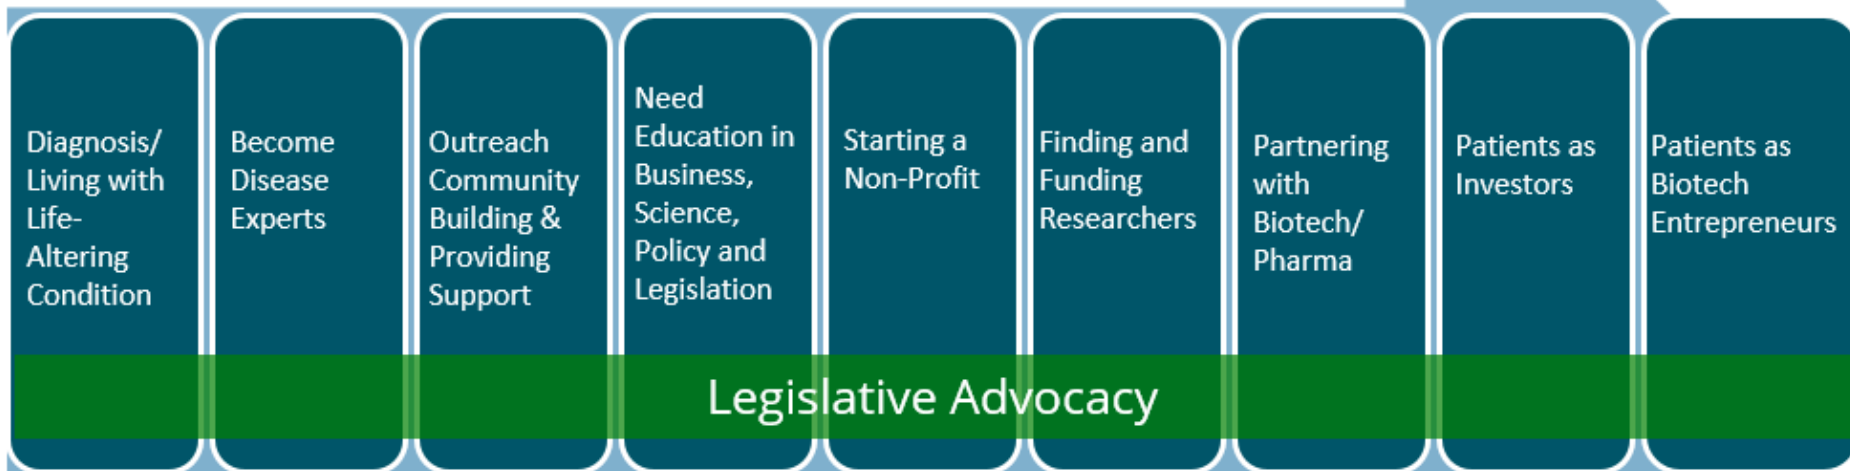 Diagnosis/
Living with
Life-
Altering
Condition
Become
Disease
Experts
Outreach
Community
Building &
Providing
Support
Need
Education in
Business,
Science,
Policy and
Legislation
Starting a
Non-Profit
Finding and
Funding
Researchers
Partnering
with
Biotech/
Pharma
Patients as
Investors
Patients as
Biotech
Entrepreneurs
Legislative Advocacy